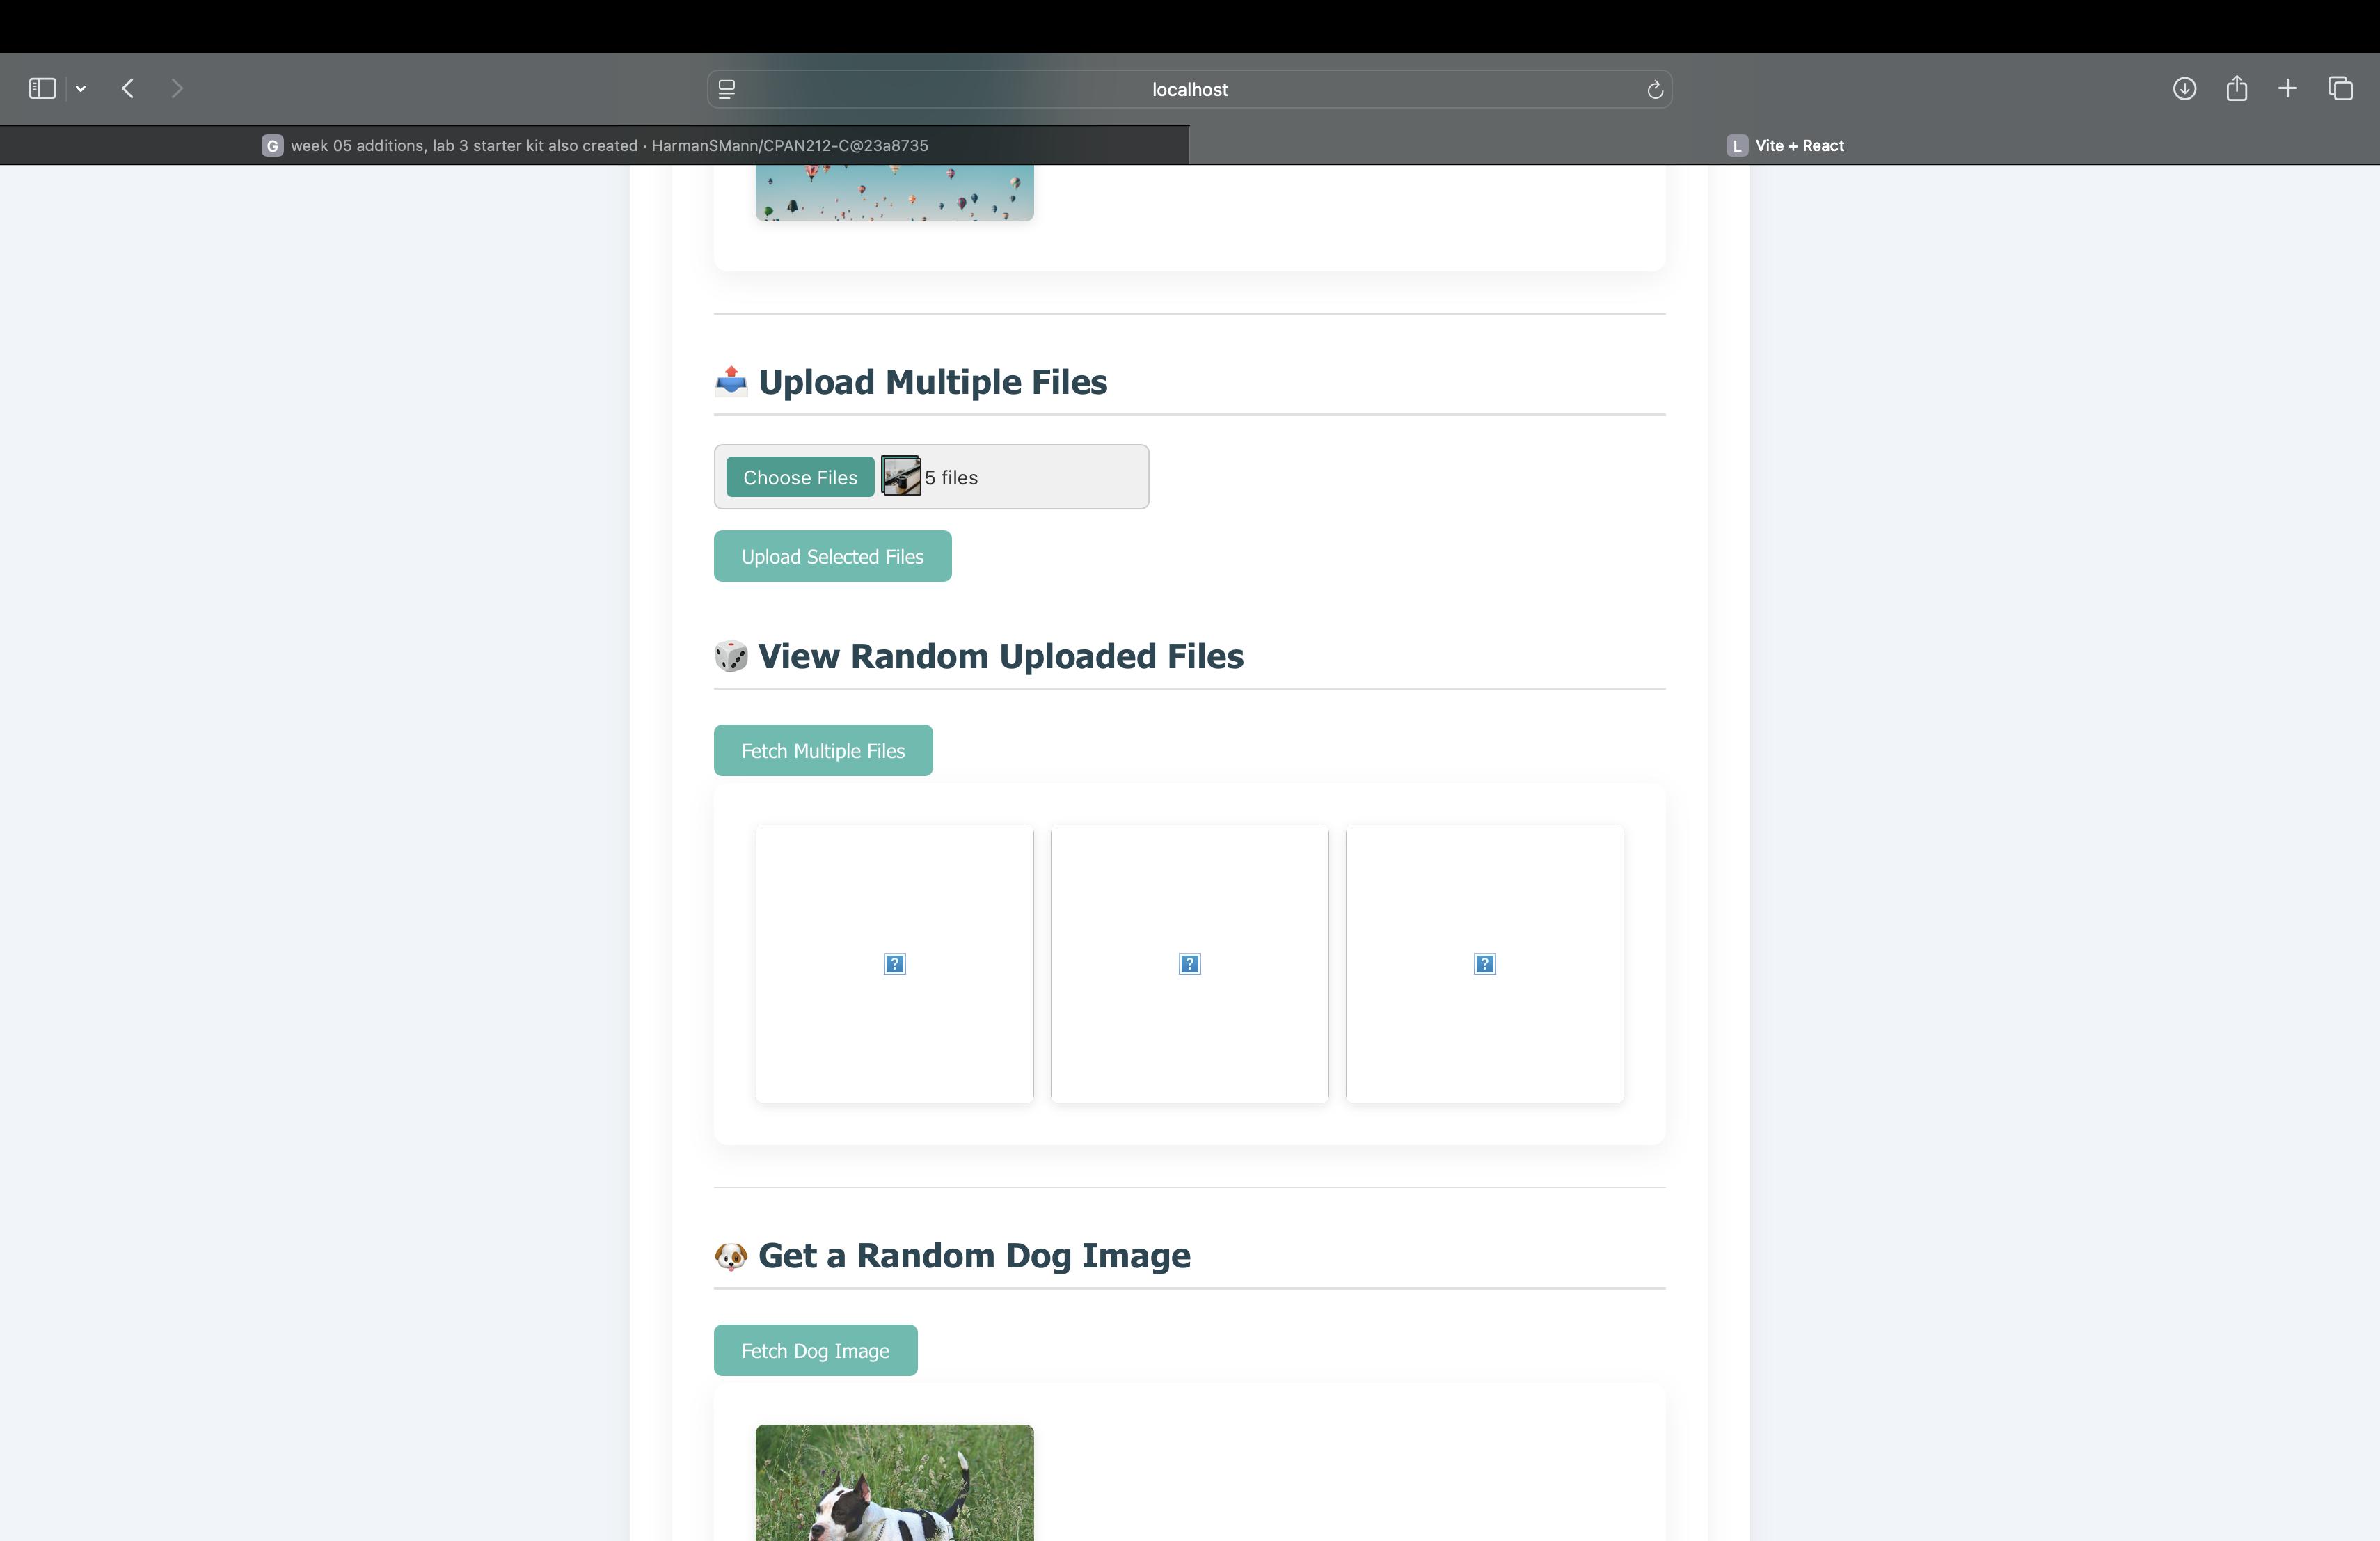 localhost
G week 05 additions, lab 3 starter kit also created · HarmanSMann/CPAN212-C@23a8735
L Vite + React
Upload Multiple Files
Choose Files 5 files
Upload Selected Files
View Random Uploaded Files
Fetch Multiple Files
? ? ?
Get a Random Dog Image
Fetch Dog Image